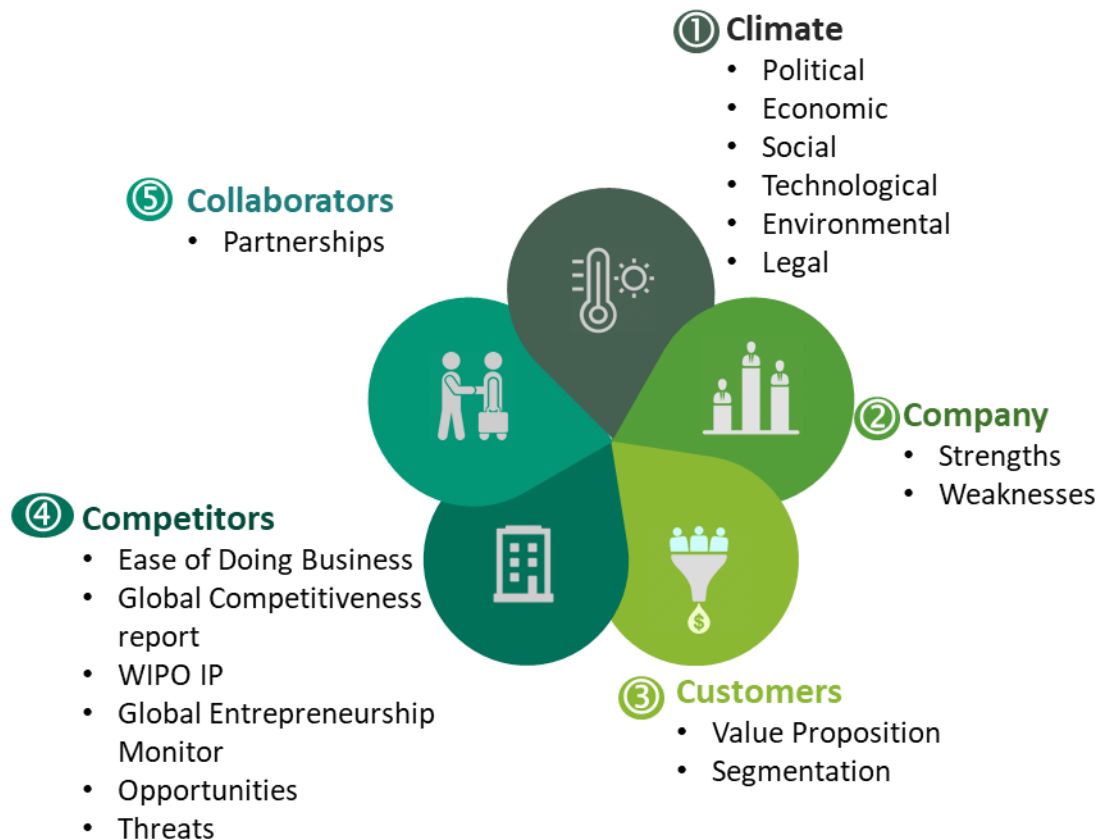 ① Climate
• Political
• Economic
• Social
• Technological
• Environmental
• Legal
② Company
• Strengths
• Weaknesses
③ Customers
• Value Proposition
• Segmentation
④ Competitors
• Ease of Doing Business
• Global Competitiveness
report
• WIPO IP
• Global Entrepreneurship
Monitor
• Opportunities
• Threats
⑤ Collaborators
• Partnerships
$